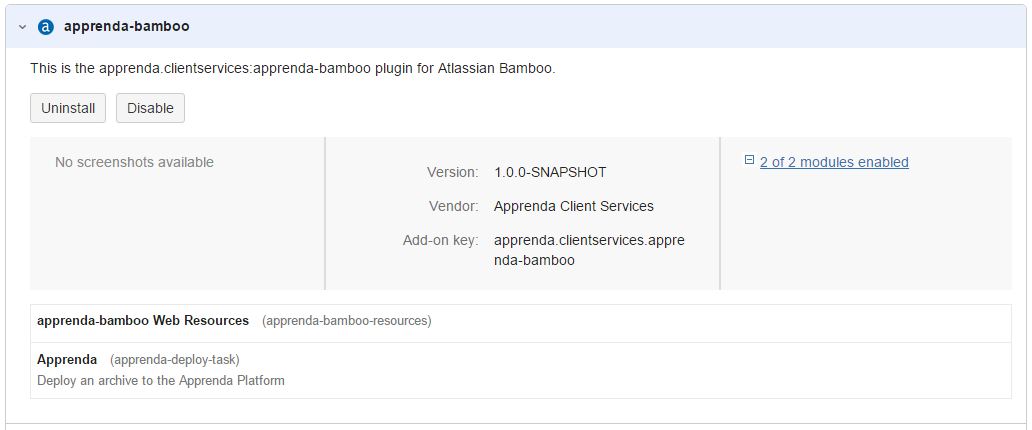 a apprenda-bamboo
This is the apprenda.clientservices:apprenda-bamboo plugin for Atlassian Bamboo.
Uninstall Disable
No screenshots available
Version: 1.0.0-SNAPSHOT
Vendor: Apprenda Client Services
Add-on key: apprenda.clientservices.appre
nda-bamboo
2 of 2 modules enabled
apprenda-bamboo Web Resources (apprenda-bamboo-resources)
Apprenda (apprenda-deploy-task)
Deploy an archive to the Apprenda Platform